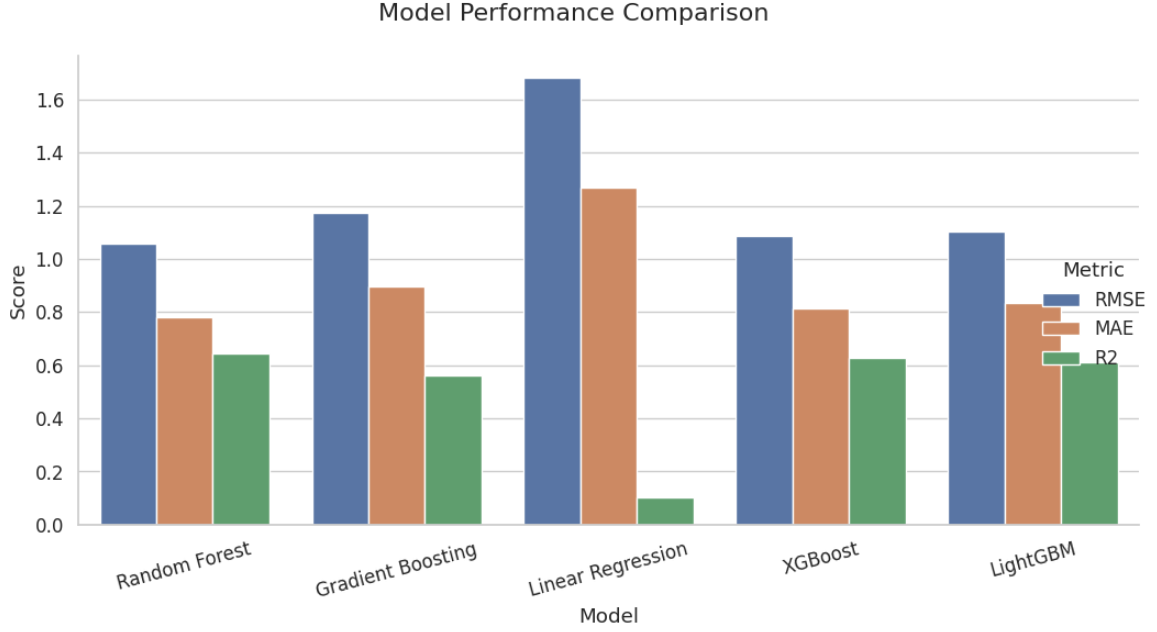 Model Performance Comparison
1.6
1.4
1.2
1.0
0.8
0.6
0.4
0.2
0.0
Score
Metric
RMSE
MAE
R2
Random Forest
Gradient Boosting
Linear Regression
XGBoost
LightGBM
Model